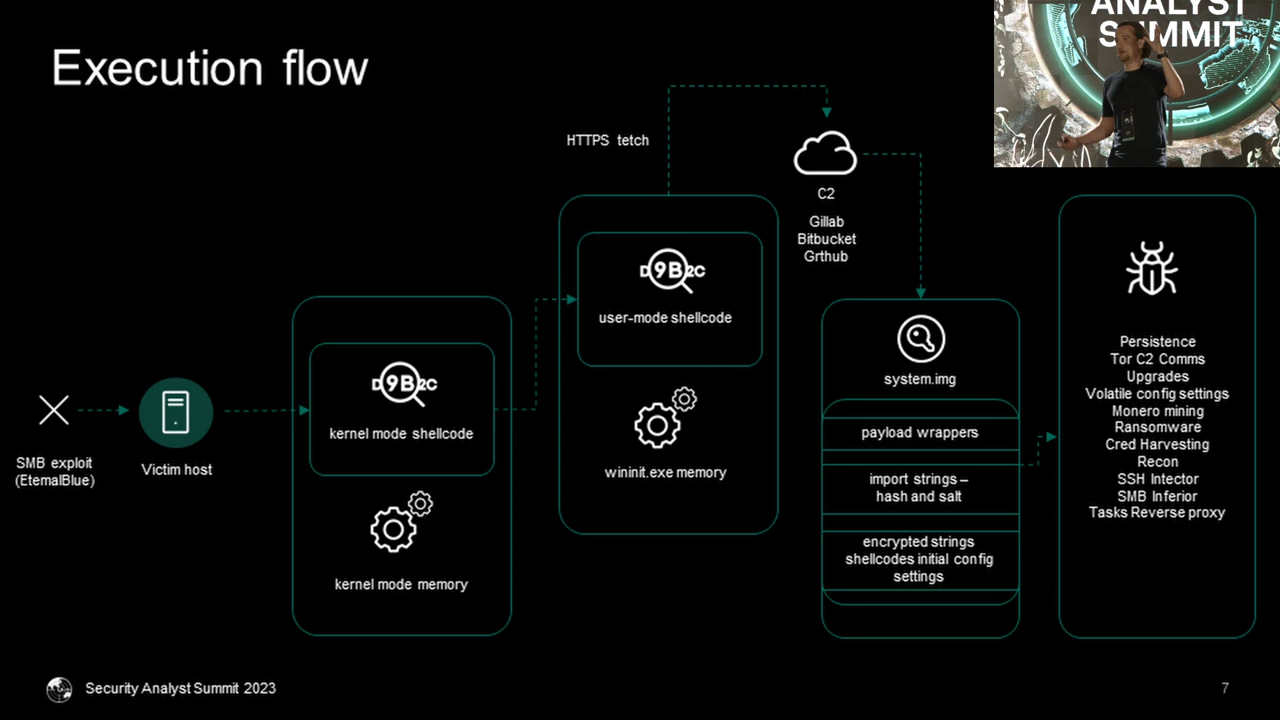 ANALYST
SUMMIT
Execution flow
HTTPS tetch
C2
Gillab
Bitbucket
Grthub
D9B2C
user-mode shellcode
wininit.exe memory
D9B2C
kernel mode shellcode
kernel mode memory
SMB exploit
(EtemalBlue)
Victim host
system.img
payload wrappers
import strings –
hash and salt
encrypted strings
shellcodes initial config
settings
Persistence
Tor C2 Comms
Upgrades
Volatile config settings
Monero mining
Ransomware
Cred Harvesting
Recon
SSH Intector
SMB Inferior
Tasks Reverse proxy
Security Analyst Summit 2023
7